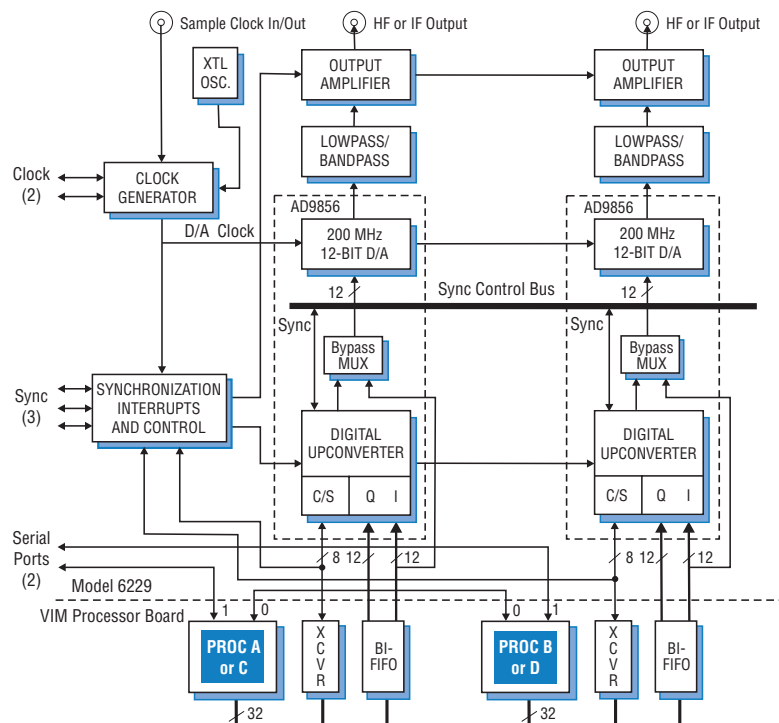 Sample Clock In/Out
HF or IF Output
HF or IF Output
XTL
OSC.
OUTPUT
AMPLIFIER
OUTPUT
AMPLIFIER
LOWPASS/
BANDPASS
LOWPASS/
BANDPASS
Clock
(2)
CLOCK
GENERATOR
AD9856
AD9856
D/A Clock
200 MHz
12-BIT D/A
200 MHz
12-BIT D/A
12
Sync Control Bus
12
Sync
Sync
Bypass
MUX
Bypass
MUX
Sync
(3)
SYNCHRONIZATION
INTERRUPTS
AND CONTROL
DIGITAL
UPCONVERTER
DIGITAL
UPCONVERTER
C/S
Q
I
C/S
Q
I
Serial
Ports
(2)
8
12
12
8
12
12
Model 6229
VIM Processor Board
1
0
0
1
PROC A
or C
X
C
V
R
BI-
FIFO
PROC B
or D
X
C
V
R
BI-
FIFO
32
32